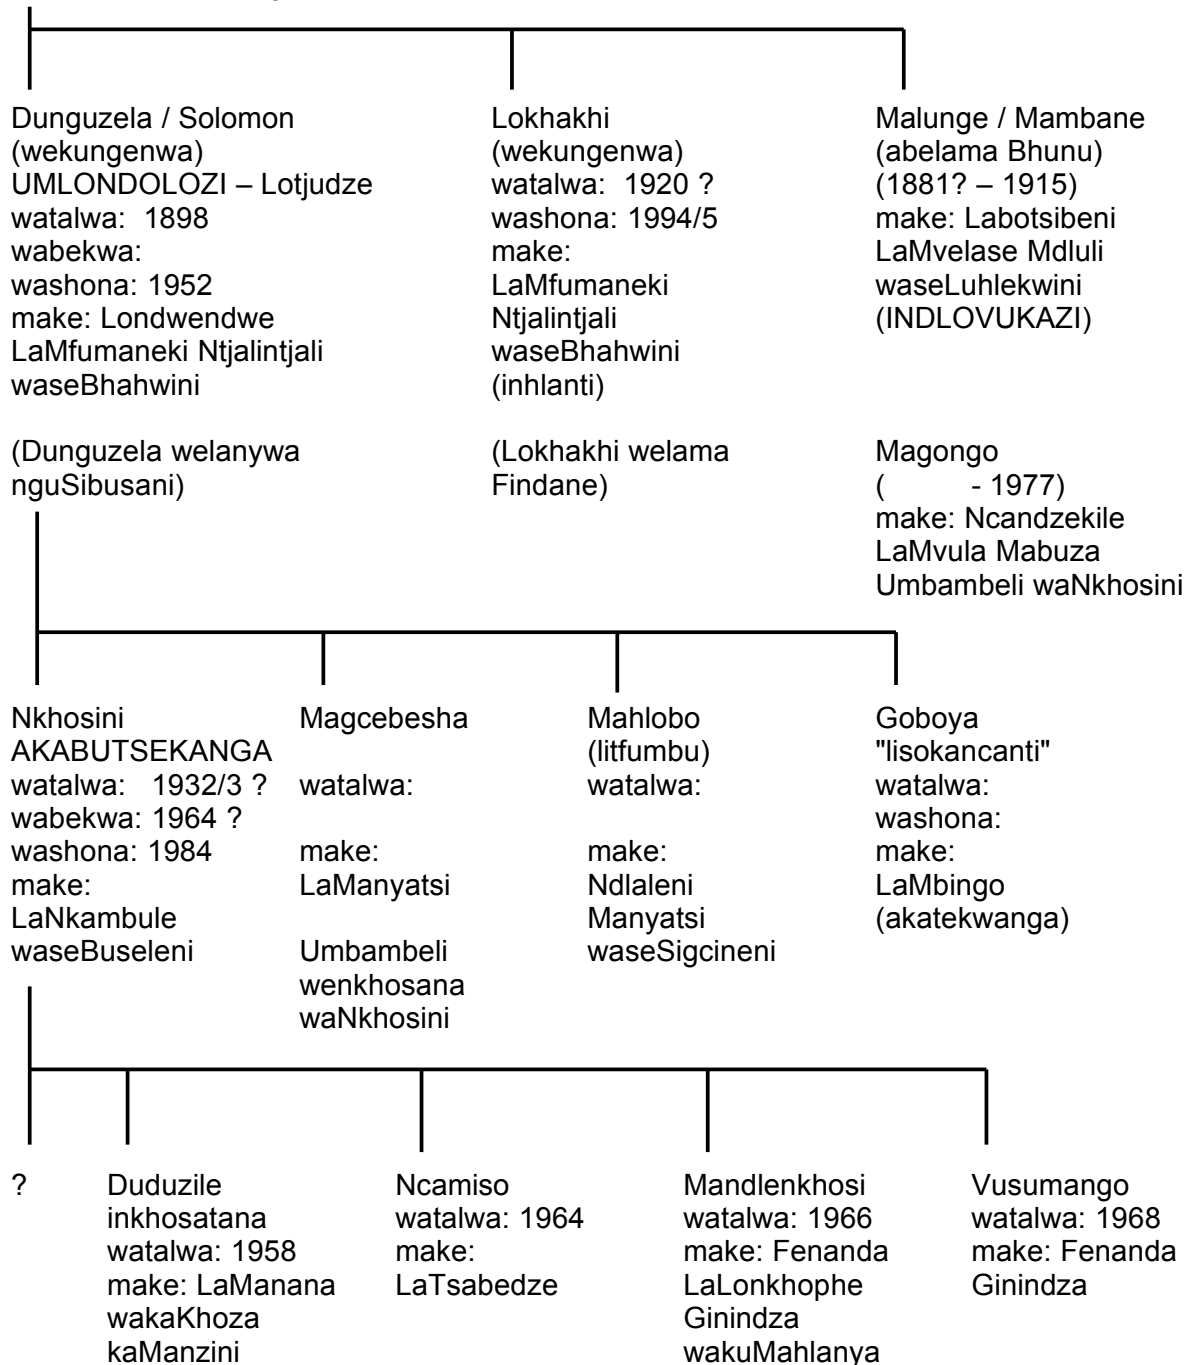 Dunguzela / Solomon
(wekungenwa)
UMLONDOLOZI – Lotjudze
watalwa: 1898
wabekwa:
washona: 1952
make: Londwendwe
LaMfumaneki Ntjalintjali
waseBhahwini
(Dunguzela welanywa
nguSibusani)
Lokhakhi
(wekungenwa)
watalwa: 1920 ?
washona: 1994/5
make:
LaMfumaneki
Ntjalintjali
waseBhahwini
(inhlanti)
(Lokhakhi welama
Findane)
Malunge / Mambane
(abelama Bhunu)
(1881? – 1915)
make: Labotsibeni
LaMvelase Mdluli
waseLuhlekwini
(INDLOVUKAZI)
Magongo
( - 1977)
make: Ncandzekile
LaMvula Mabuza
Umbambeli waNkhosini
Nkhosini
AKABUTSEKANGA
watalwa: 1932/3 ?
wabekwa: 1964 ?
washona: 1984
make:
LaNkambule
waseBuseleni
Magcebesha
watalwa:
make:
LaManyatsi
Umbambeli
wenkhosana
waNkhosini
Mahlobo
(litfumbu)
watalwa:
make:
Ndlaleni
Manyatsi
waseSigcineni
Goboya
"lisokancanti"
watalwa:
washona:
make:
LaMbingo
(akatekwanga)
?
Duduzile
inkhosatana
watalwa: 1958
make: LaManana
wakaKhoza
kaManzini
Ncamiso
watalwa: 1964
make:
LaTsabedze
Mandlenkhosi
watalwa: 1966
make: Fenanda
LaLonkhophe
Ginindza
wakuMahlanya
Vusumango
watalwa: 1968
make: Fenanda
Ginindza